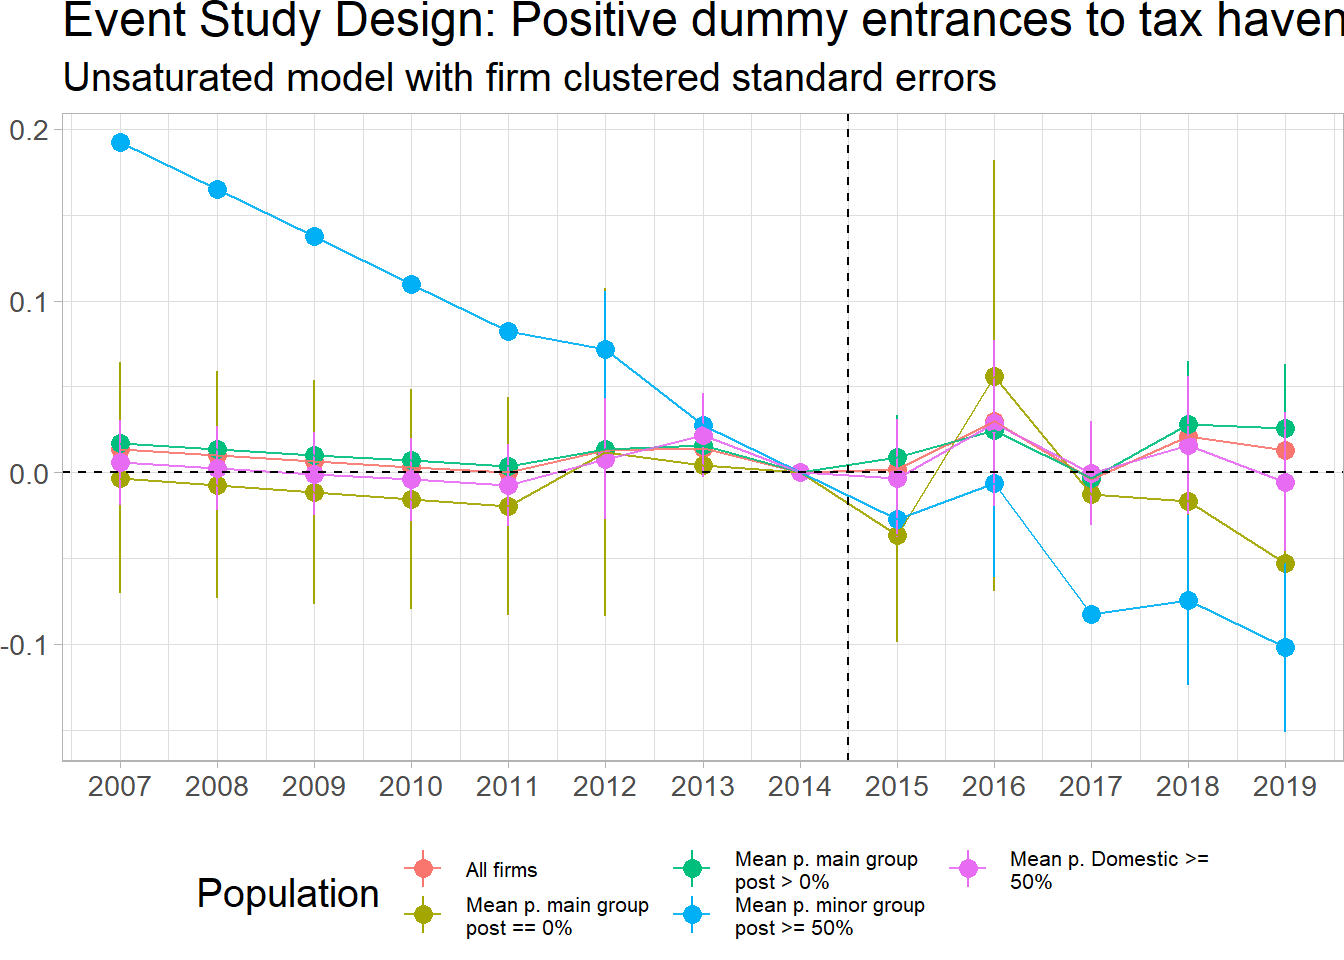 Event Study Design: Positive dummy entrances to tax haven
Unsaturated model with firm clustered standard errors
0.2
0.1
0.0
-0.1
2007 2008 2009 2010 2011 2012 2013 2014 2015 2016 2017 2018 2019
Population
All firms
Mean p. main group
post == 0%
Mean p. main group
post > 0%
Mean p. minor group
post >= 50%
Mean p. Domestic >=
50%